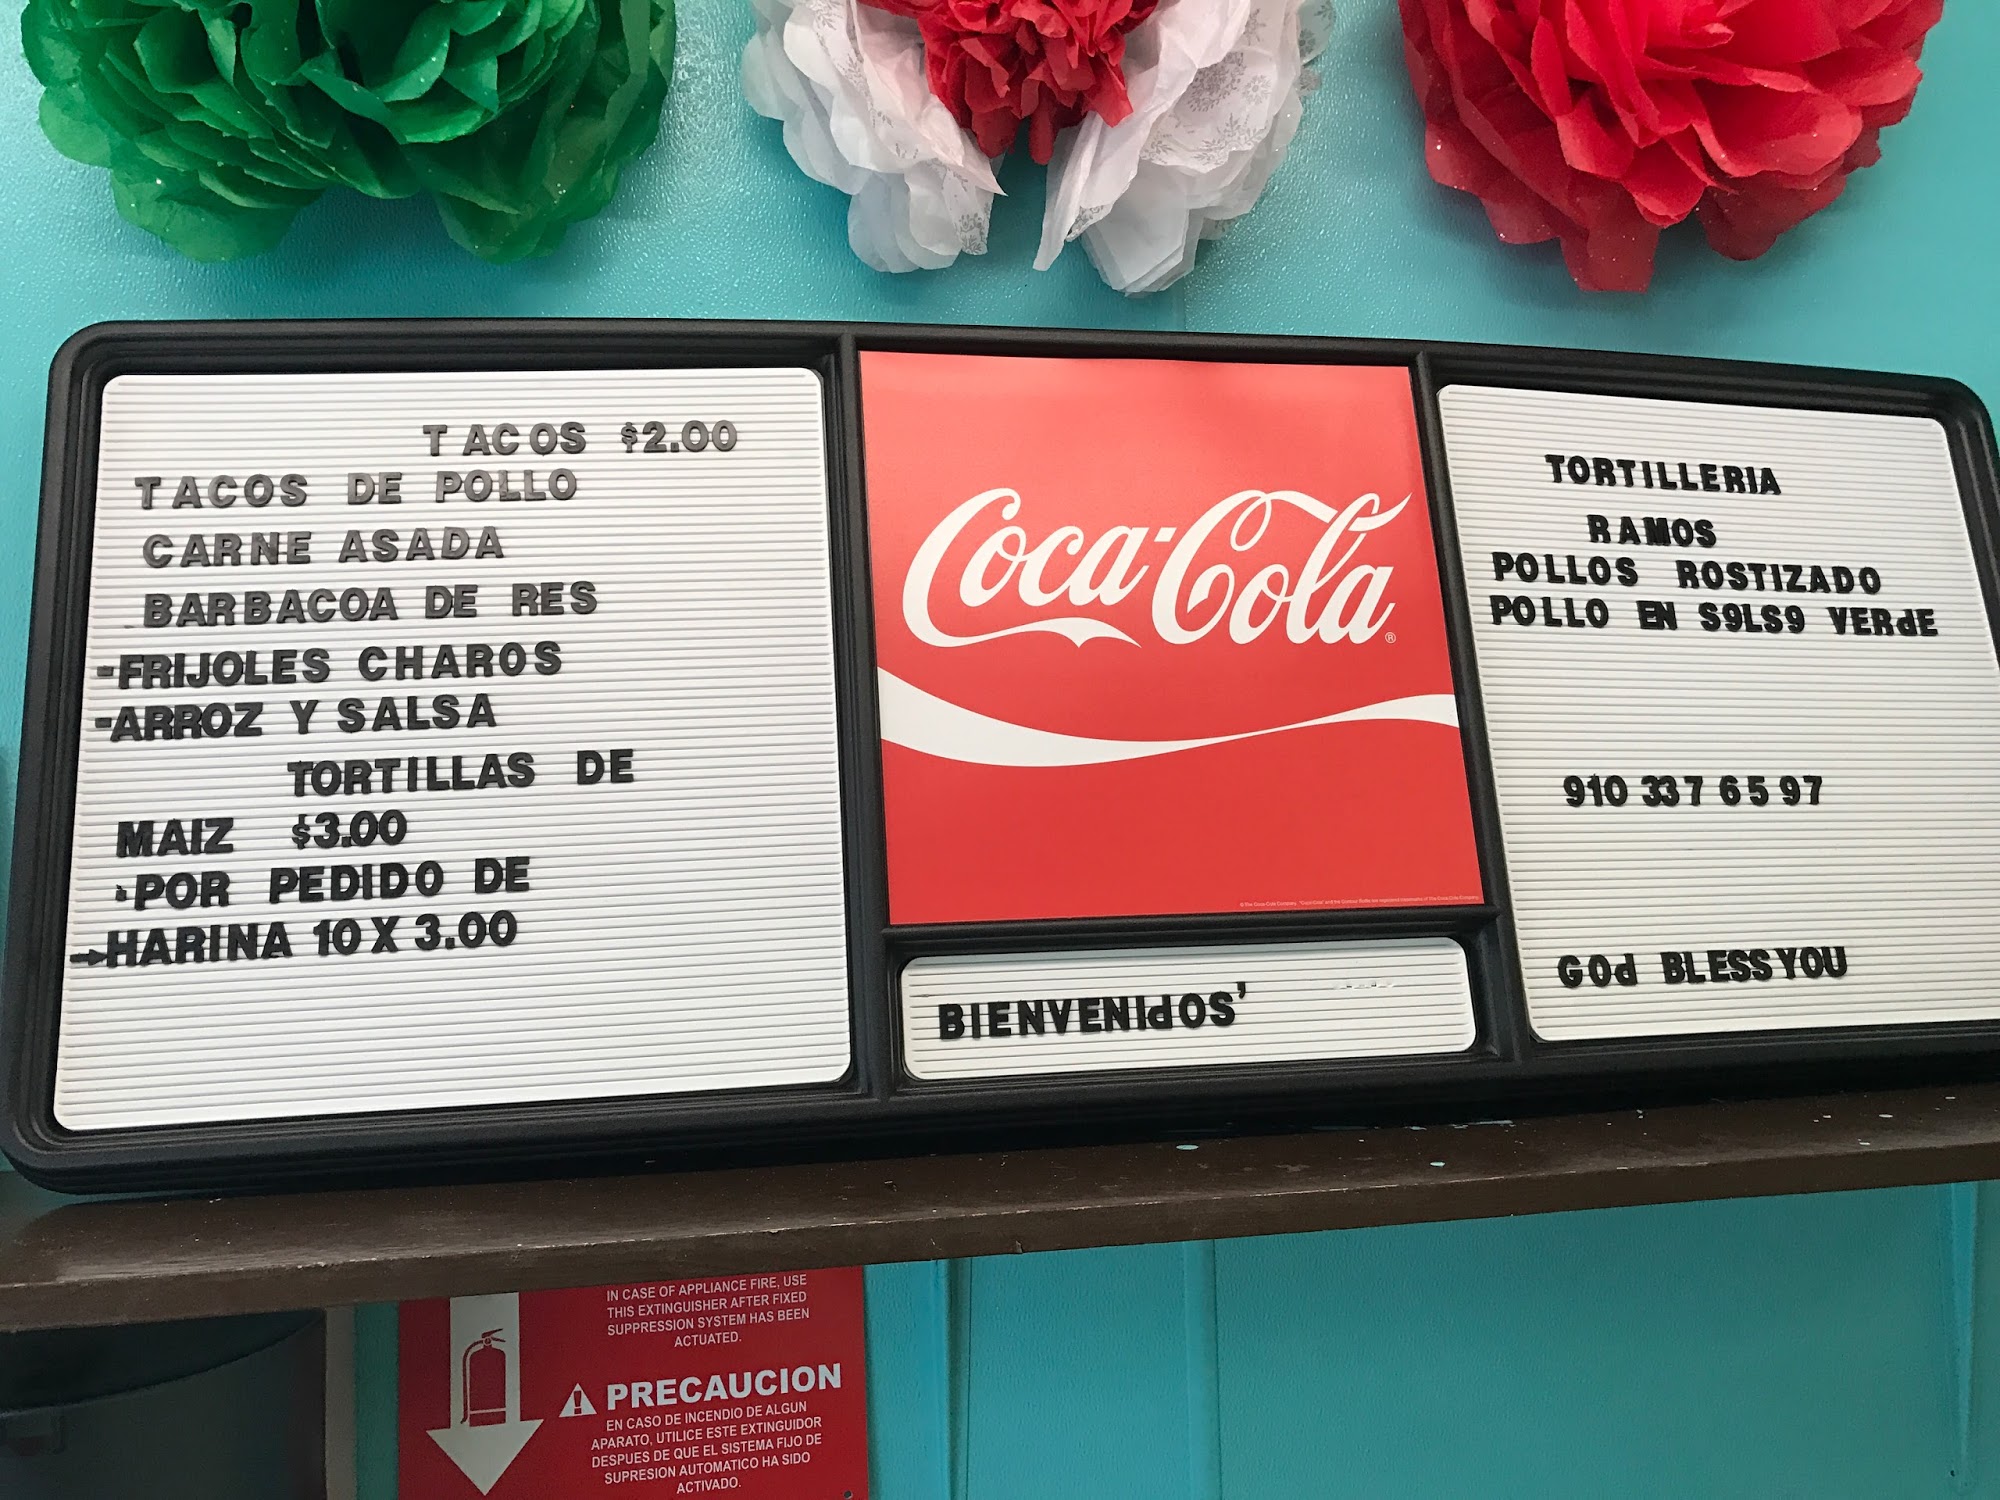 TACOS $2.00
TACOS DE POLLO
CARNE ASADA
BARBACOA DE RES
-FRIJOLES CHAROS
-ARROZ Y SALSA
TORTILLAS DE
MAIZ $3.00
POR PEDIDO DE
→HARINA 10 X 3.00
Coca-Cola®
BIENVENIdOS'
TORTILLERIA
RAMOS
POLLOS ROSTIZADO
POLLO EN S9LS9 VERdE
910 337 6597
GOd BLESS YOU
IN CASE OF APPLIANCE FIRE, USE
THIS EXTINGUISHER AFTER FIXED
SUPPRESSION SYSTEM HAS BEEN
ACTUATED.
PRECAUCION
EN CASO DE INCENDIO DE ALGUN
APARATO, UTILICE ESTE EXTINGUIDOR
DESPUES DE QUE EL SISTEMA FIJO DE
SUPRESION AUTOMATICO HA SIDO
ACTIVADO.